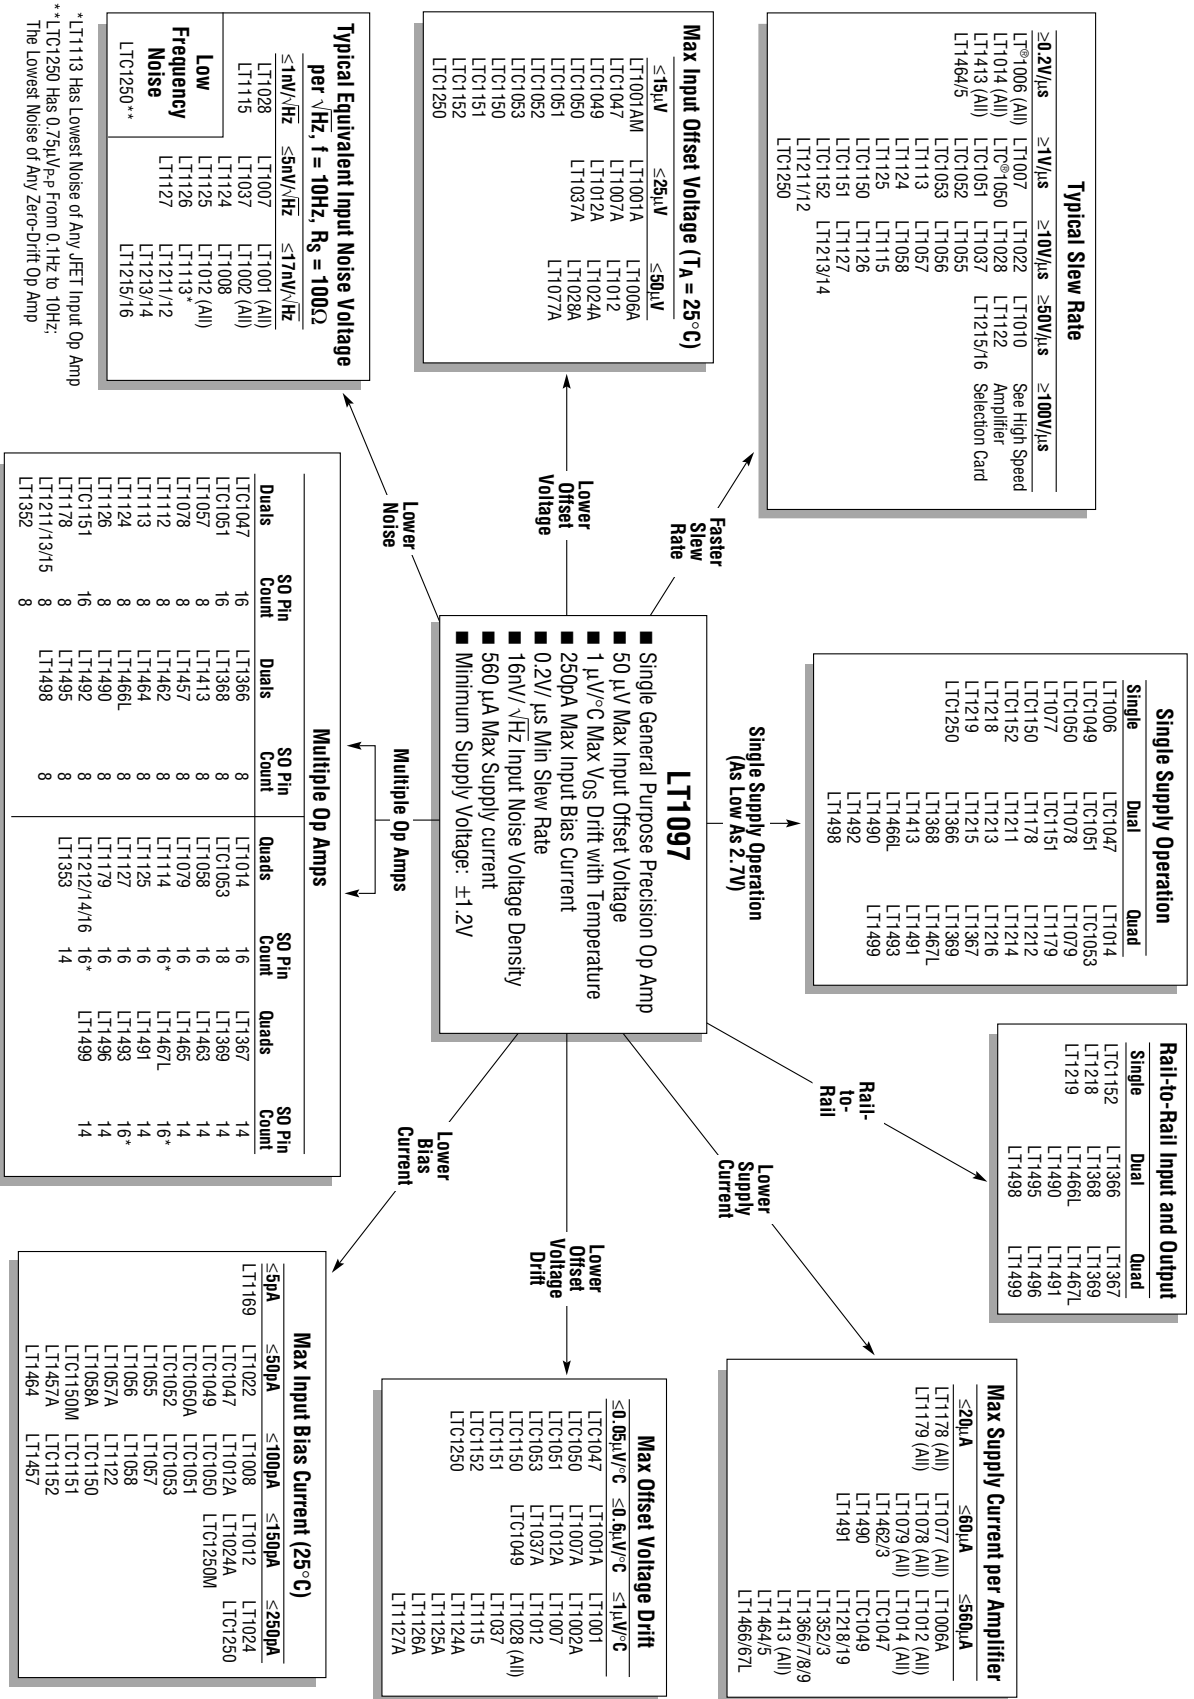 Typical Slew Rate
≥0.2V/µs ≥1V/µs ≥10V/µs ≥50V/µs ≥100V/µs
LT®1006 (All) LT1007 LT1022 LT1010 See High Speed
LT1014 (All) LTC®1050 LT1028 LT1122 Amplifier
LT1413 (All) LTC1051 LT1037 LT1215/16 Selection Card
LT1464/5 LTC1052 LT1055
LTC1053 LT1056
LT1113 LT1057
LT1124 LT1058
LT1125 LT1115
LTC1150 LT1126
LTC1151 LT1127
LTC1152 LT1213/14
LT1211/12
LTC1250
Single Supply Operation
Single Dual Quad
LT1006 LTC1047 LT1014
LTC1049 LTC1051 LTC1053
LTC1050 LT1078 LT1079
LT1077 LTC1151 LT1179
LTC1150 LT1178 LT1212
LTC1152 LT1211 LT1214
LT1218 LT1213 LT1216
LT1219 LT1215 LT1367
LTC1250 LT1366 LT1369
LT1368 LT1467L
LT1413 LT1491
LT1466L LT1493
LT1490 LT1499
LT1492
LT1498
Rail-to-Rail Input and Output
Single Dual Quad
LTC1152 LT1366 LT1367
LT1218 LT1368 LT1369
LT1219 LT1466L LT1467L
LT1490 LT1491
LT1495 LT1496
LT1498 LT1499
Max Input Offset Voltage (TA = 25°C)
≤15µV ≤25µV ≤50µV
LT1001AM LT1001A LT1006A
LTC1047 LT1007A LT1012
LTC1049 LT1012A LT1024A
LTC1050 LT1037A LT1028A
LTC1051 LT1077A
LTC1052
LTC1053
LTC1150
LTC1151
LTC1152
LTC1250
Faster
Slew
Rate
Lower
Offset
Voltage
Lower
Noise
Single Supply Operation
(As Low As 2.7V)
Rail-
to-
Rail
Lower
Supply
Current
Lower
Offset
Voltage
Drift
Lower
Bias
Current
Multiple Op Amps
LT1097
■ Single General Purpose Precision Op Amp
■ 50 µV Max Input Offset Voltage
■ 1 µV/°C Max VOS Drift with Temperature
■ 250pA Max Input Bias Current
■ 0.2V/ µs Min Slew Rate
■ 16nV/ √Hz Input Noise Voltage Density
■ 560 µA Max Supply current
■ Minimum Supply Voltage: ±1.2V
Max Supply Current per Amplifier
≤20µA ≤60µA ≤560µA
LT1178 (All) LT1077 (All) LT1006A
LT1179 (All) LT1078 (All) LT1012 (All)
LT1079 (All) LT1014 (All)
LT1462/3 LTC1047
LT1490 LTC1049
LT1491 LT1218/19
LT1352/3
LT1366/7/8/9
LT1413 (All)
LT1464/5
LT1466/67L
Max Offset Voltage Drift
≤0.05µV/°C ≤0.6µV/°C ≤1µV/°C
LTC1047 LT1001A LT1001
LTC1050 LT1007A LT1002A
LTC1051 LT1012A LT1007
LTC1053 LT1037A LT1012
LTC1150 LTC1049 LT1028 (All)
LTC1151 LT1037
LTC1152 LT1115
LTC1250 LT1124A
LT1125A
LT1126A
LT1127A
Typical Equivalent Input Noise Voltage
per √Hz, f = 10Hz, RS = 100Ω
≤1nV/√Hz ≤5nV/√Hz ≤17nV/√Hz
LT1028 LT1007 LT1001 (All)
LT1115 LT1037 LT1002 (All)
LT1124 LT1008
LT1125 LT1012 (All)
LT1126 LT1113*
LT1127 LT1211/12
LT1213/14
LT1215/16
Low
Frequency
Noise
LTC1250**
*LT1113 Has Lowest Noise of Any JFET Input Op Amp
**LTC1250 Has 0.75µVP-P From 0.1Hz to 10Hz;
The Lowest Noise of Any Zero-Drift Op Amp
Multiple Op Amps
Duals SO Pin Count Duals SO Pin Count Quads SO Pin Count Quads SO Pin Count
LTC1047 16 LT1366 8 LT1014 16 LT1367 14
LTC1051 16 LT1368 8 LTC1053 18 LT1369 14
LT1057 8 LT1413 8 LT1058 16 LT1463 14
LT1078 8 LT1457 8 LT1079 16 LT1465 14
LT1112 8 LT1462 8 LT1114 16* LT1467L 16*
LT1113 8 LT1464 8 LT1125 16 LT1491 14
LT1124 8 LT1466L 8 LT1127 16 LT1493 16*
LT1126 8 LT1490 8 LT1179 16 LT1496 14
LTC1151 16 LT1492 8 LT1212/14/16 16* LT1499 14
LT1178 8 LT1495 8 LT1353 14
LT1211/13/15 8 LT1498 8
LT1352 8
Max Input Bias Current (25°C)
≤5pA ≤50pA ≤100pA ≤150pA ≤250pA
LT1169 LT1022 LT1008 LT1012 LT1024
LTC1047 LT1012A LT1024A LTC1250
LTC1049 LTC1050 LTC1250M
LTC1050A LTC1051
LTC1052 LTC1053
LT1055 LT1057
LT1056 LT1058
LT1057A LT1122
LT1058A LTC1150
LTC1150M LTC1151
LT1457A LTC1152
LT1464 LT1457